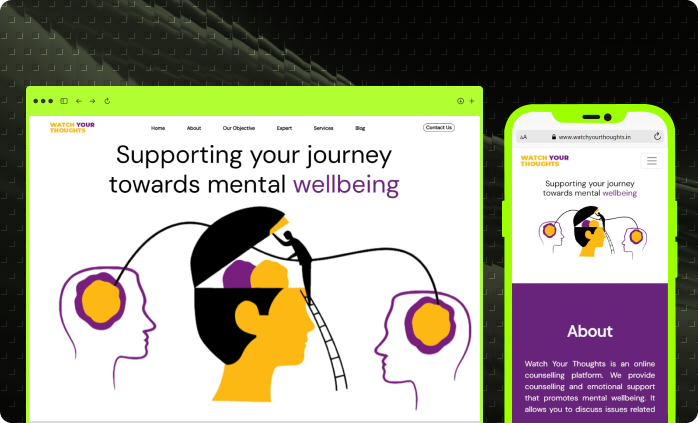 WATCH YOUR
THOUGHTS
Home About Our Objective Expert Services Blog Contact Us
Supporting your journey
towards mental wellbeing
AA www.watchyourthoughts.in
WATCH YOUR
THOUGHTS
Supporting your journey
towards mental wellbeing
About
Watch Your Thoughts is an online
counselling platform. We provide
counselling and emotional support
that promotes mental wellbeing. It
allows you to discuss issues related